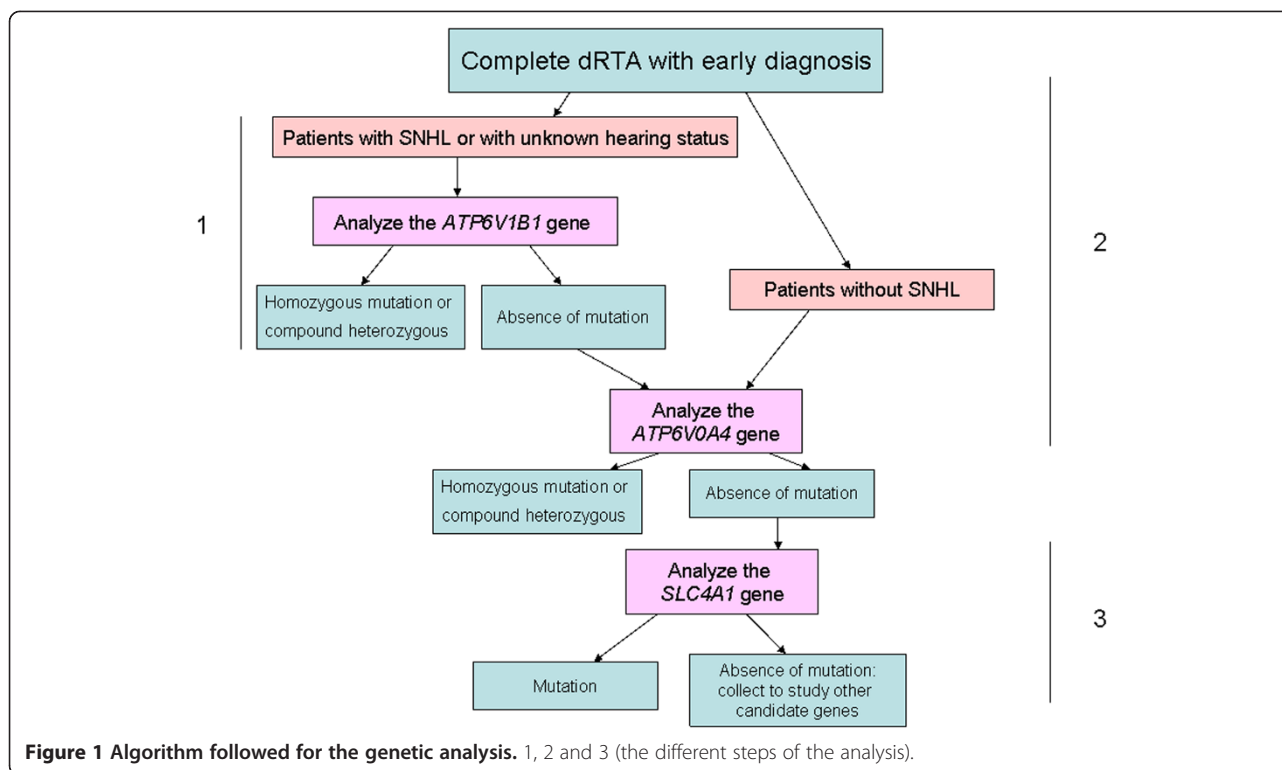 Complete dRTA with early diagnosis
Patients with SNHL or with unknown hearing status
1
Analyze the ATP6V1B1 gene
2
Homozygous mutation or
compound heterozygous
Absence of mutation
Patients without SNHL
Analyze the
ATP6V0A4 gene
Homozygous mutation or
compound heterozygous
Absence of mutation
Analyze the
SLC4A1 gene
3
Mutation
Absence of mutation:
collect to study other
candidate genes
Figure 1 Algorithm followed for the genetic analysis. 1, 2 and 3 (the different steps of the analysis).